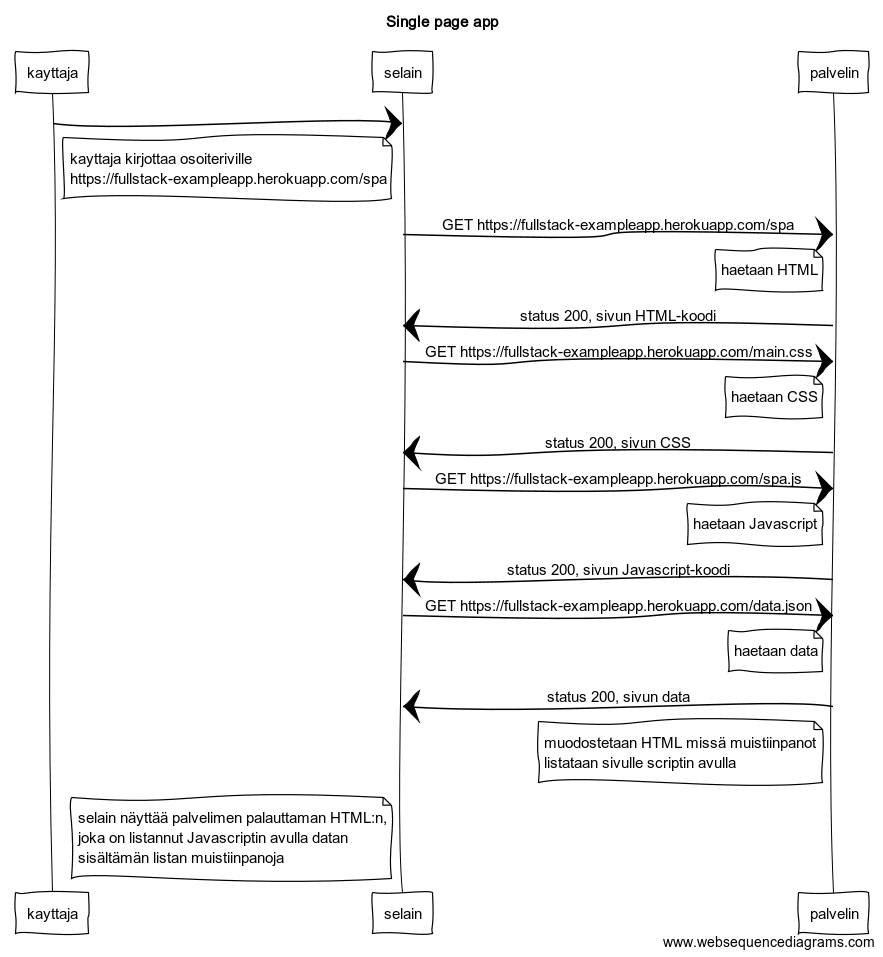 Single page app
kayttaja
selain
palvelin
kayttaja kirjottaa osoiteriville
https://fullstack-exampleapp.herokuapp.com/spa
GET https://fullstack-exampleapp.herokuapp.com/spa
haetaan HTML
status 200, sivun HTML-koodi
GET https://fullstack-exampleapp.herokuapp.com/main.css
haetaan CSS
status 200, sivun CSS
GET https://fullstack-exampleapp.herokuapp.com/spa.js
haetaan Javascript
status 200, sivun Javascript-koodi
GET https://fullstack-exampleapp.herokuapp.com/data.json
haetaan data
status 200, sivun data
muodostetaan HTML missä muistiinpanot
listataan sivulle scriptin avulla
selain näyttää palvelimen palauttaman HTML:n,
joka on listannut Javascriptin avulla datan
sisältämän listan muistiinpanoja
kayttaja
selain
palvelin
www.websequencediagrams.com